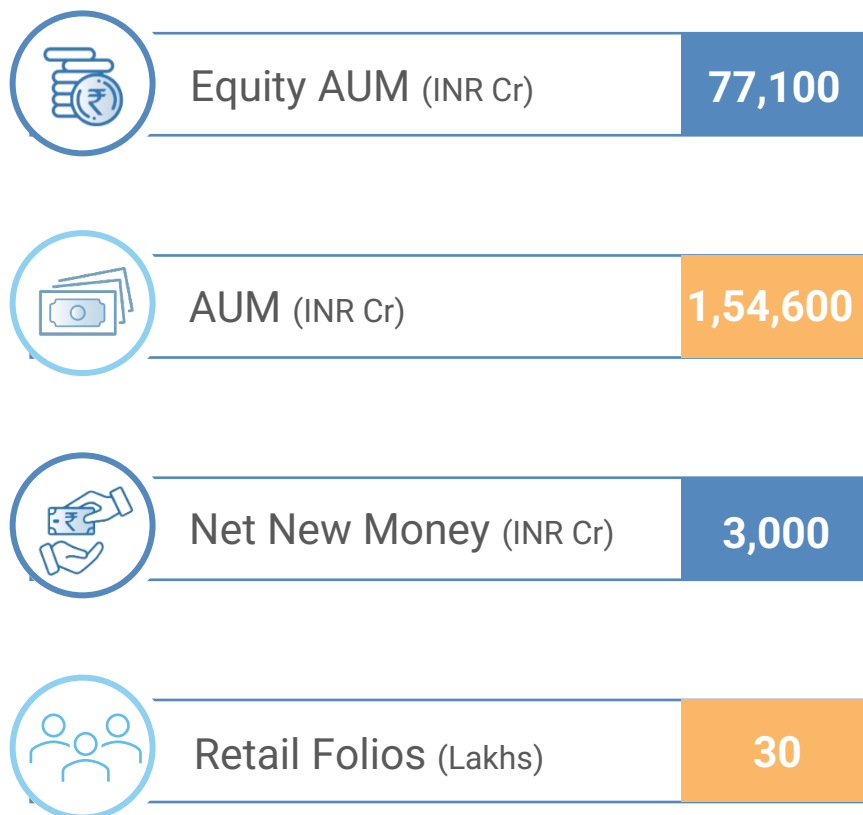 Equity AUM (INR Cr) 77,100
AUM (INR Cr) 1,54,600
Net New Money (INR Cr) 3,000
Retail Folios (Lakhs) 30